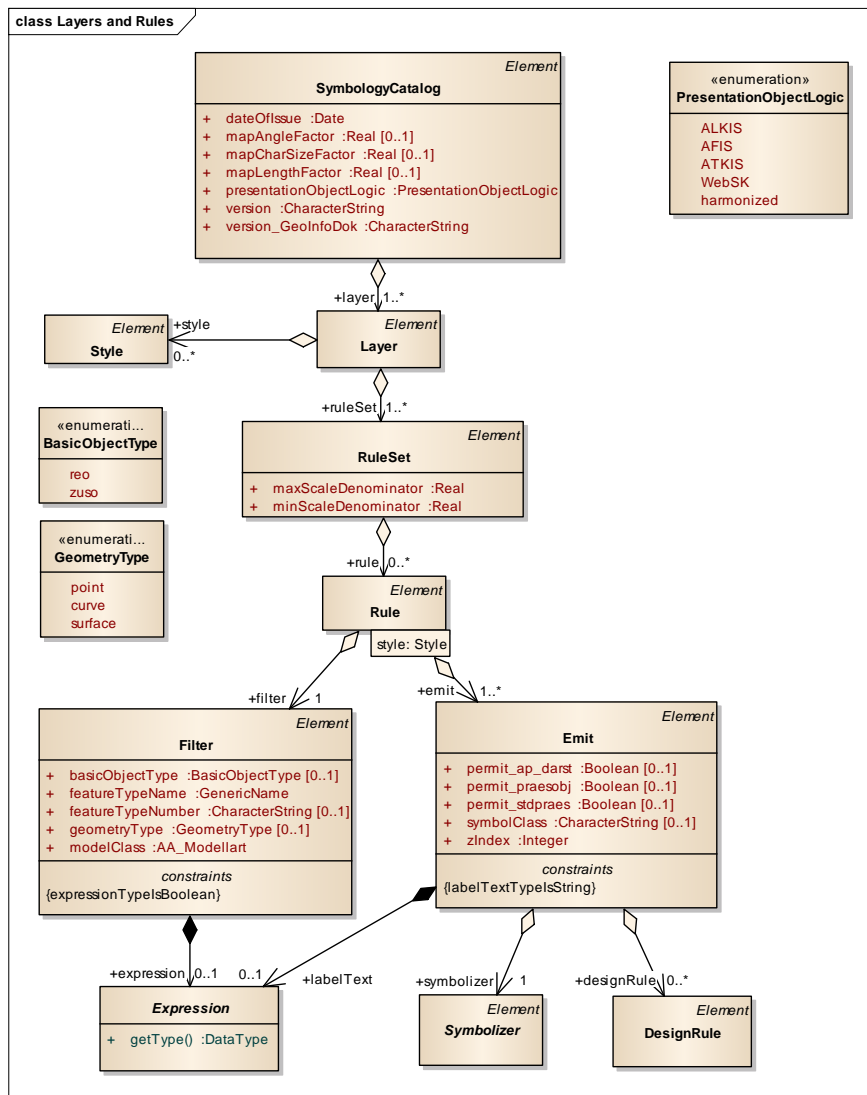 class Layers and Rules
Element
SymbologyCatalog
+ dateOfIssue :Date
+ mapAngleFactor :Real [0..1]
+ mapCharSizeFactor :Real [0..1]
+ mapLengthFactor :Real [0..1]
+ presentationObjectLogic :PresentationObjectLogic
+ version :CharacterString
+ version_GeoInfoDok :CharacterString
«enumeration»
PresentationObjectLogic
ALKIS
AFIS
ATKIS
WebSK
harmonized
+layer 1..*
Element
Style
+style
0..*
Element
Layer
+ruleSet 1..*
«enumerati...
BasicObjectType
reo
zuso
Element
RuleSet
+ maxScaleDenominator :Real
+ minScaleDenominator :Real
«enumerati...
GeometryType
point
curve
surface
+rule 0..*
Element
Rule
style: Style
+filter 1
+emit 1..*
Element
Filter
+ basicObjectType :BasicObjectType [0..1]
+ featureTypeName :GenericName
+ featureTypeNumber :CharacterString [0..1]
+ geometryType :GeometryType [0..1]
+ modelClass :AA_Modellart
constraints
{expressionTypeIsBoolean}
Element
Emit
+ permit_ap_darst :Boolean [0..1]
+ permit_praesobj :Boolean [0..1]
+ permit_stdpraes :Boolean [0..1]
+ symbolClass :CharacterString [0..1]
+ zIndex :Integer
constraints
{labelTextTypeIsString}
+expression 0..1
0..1
+labelText
+symbolizer 1
+designRule 0..*
Expression
+ getType() :DataType
Element
Symbolizer
Element
DesignRule